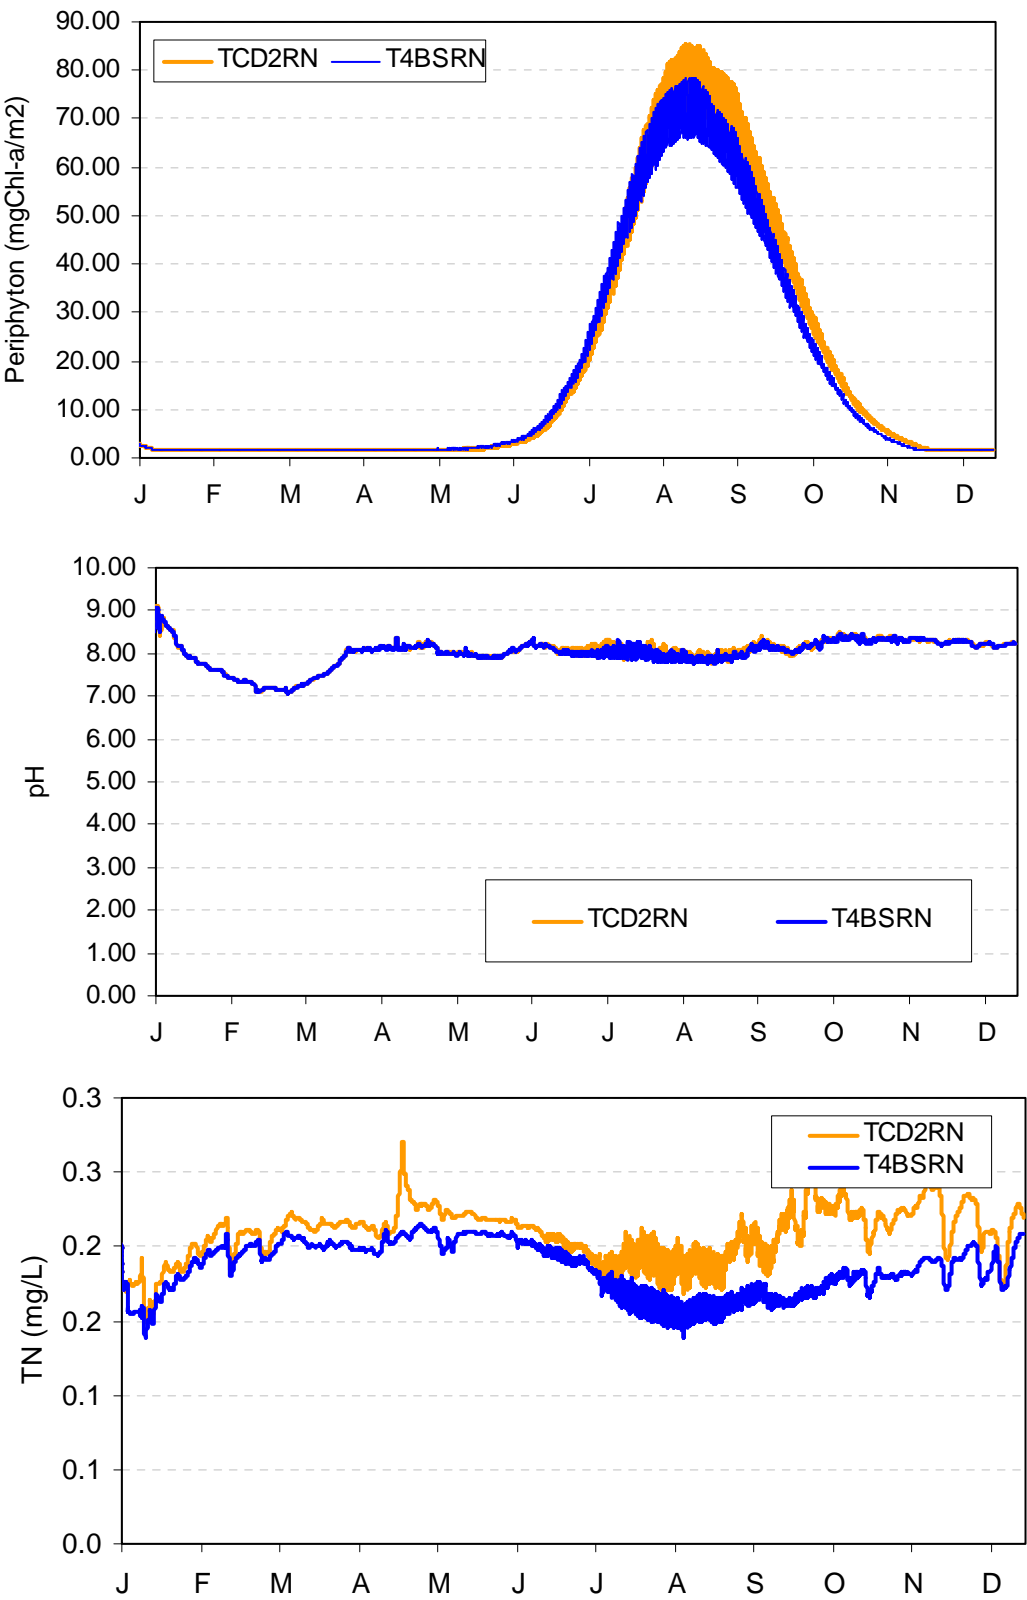 90.00
TCD2RN T4BSRN
80.00
70.00
60.00
50.00
40.00
30.00
20.00
10.00
0.00
Periphyton (mgChl-a/m2)
J F M A M J J A S O N D
10.00
9.00
8.00
7.00
6.00
5.00
4.00
3.00
2.00
1.00
0.00
pH
TCD2RN T4BSRN
J F M A M J J A S O N D
0.3
0.3
0.2
0.2
0.1
0.1
0.0
TN (mg/L)
TCD2RN
T4BSRN
J F M A M J J A S O N D